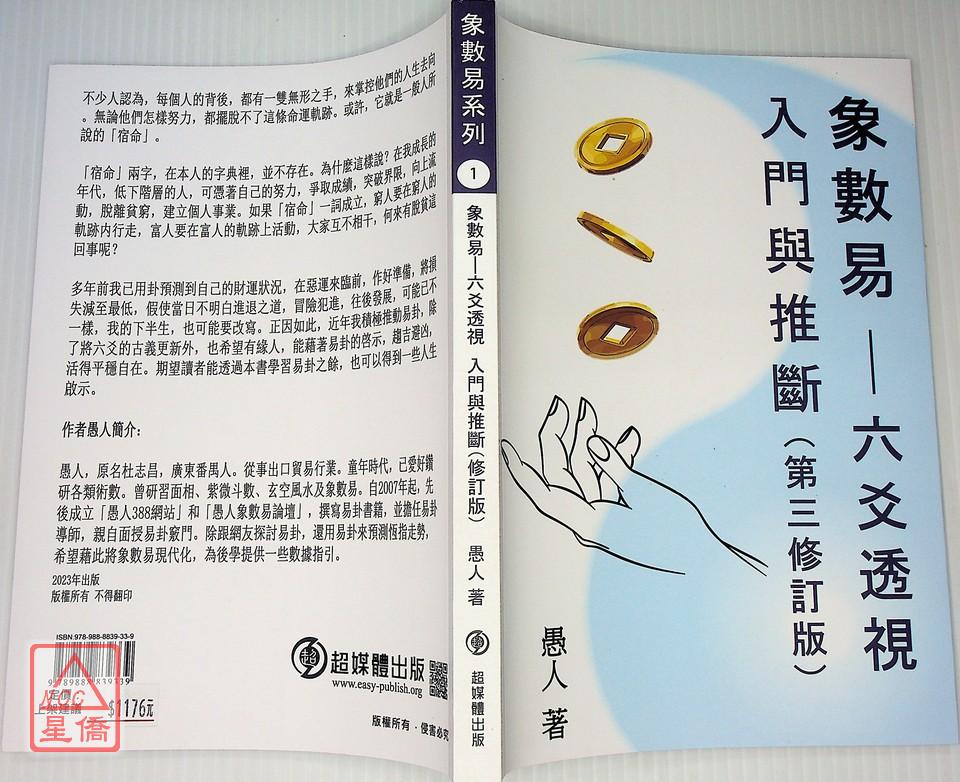 象數易──六爻透視
入門與推斷(第三修訂版)
愚人 著
象數易系列
1
象數易──六爻透視 入門與推斷(修訂版) 愚人 著
超媒體出版
不少人認為，每個人的背後，都有一雙無形之手，來掌控他們的人生去向
。無論他們怎樣努力，都擺脫不了這條命運軌跡。或許，它就是一般人所
說的「宿命」。
「宿命」兩字，在本人的字典裡，並不存在。為什麼這樣說？在我成長的
年代，低下階層的人，可憑著自己的努力，爭取成績，突破界限，向上流
動，脫離貧窮，建立個人事業。如果「宿命」一詞成立，窮人要在窮人的
軌跡內行走，富人要在富人的軌跡上活動，大家互不相干，何來有脫貧這
回事呢？
多年前我已用卦預測到自己的財運狀況，在惡運來臨前，作好準備，將損
失減至最低，假使當日不明白進退之道，冒險犯進，往後發展，可能已不
一樣，我的下半生，也可能要改寫。正因如此，近年我積極推動易卦，除
了將六爻的古義更新外，也希望有緣人，能藉著易卦的啓示，趨吉避凶，
活得平穩自在。期望讀者能透過本書學習易卦之餘，也可以得到一些人生
啟示。
作者愚人簡介：
愚人，原名杜志昌，廣東番禺人。從事出口貿易行業。童年時代，已愛好鑽
研各類術數。曾研習面相、紫微斗數、玄空風水及象數易。自2007年起，先
後成立「愚人388網站」和「愚人象數易論壇」，撰寫易卦書籍，並擔任易卦
導師，親自面授易卦竅門。除跟網友探討易卦，還用易卦來預測恆指走勢，
希望藉此將象數易現代化，為後學提供一些數據指引。
2023年出版
版權所有 不得翻印
ISBN:978-988-8839-33-9
9 789888 839339
定價
上架建議
$1176元
星僑
超媒體出版
www.easy-publish.org
版權所有 · 侵害必究